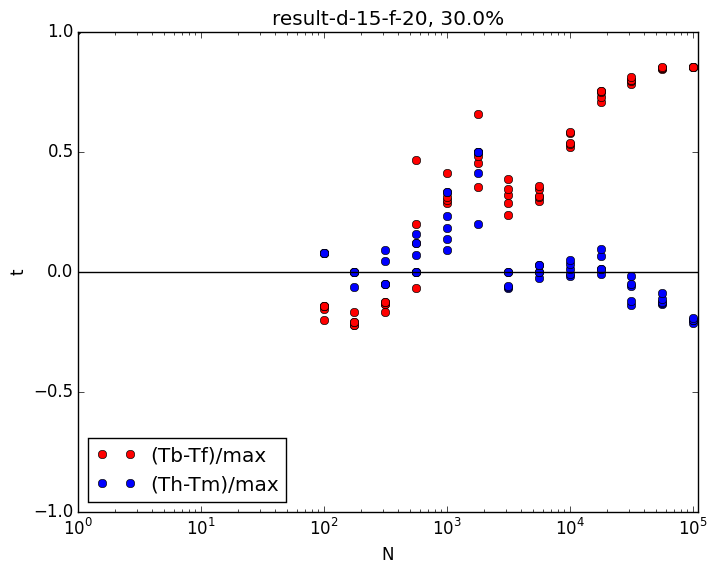 result-d-15-f-20, 30.0%
1.0
0.5
0.0
−0.5
−1.0
t
(Tb-Tf)/max
(Th-Tm)/max
10^0 10^1 10^2 10^3 10^4 10^5
N